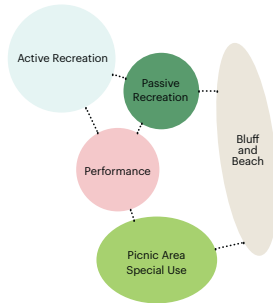 Active Recreation
Passive
Recreation
Bluff
and
Beach
Performance
Picnic Area
Special Use